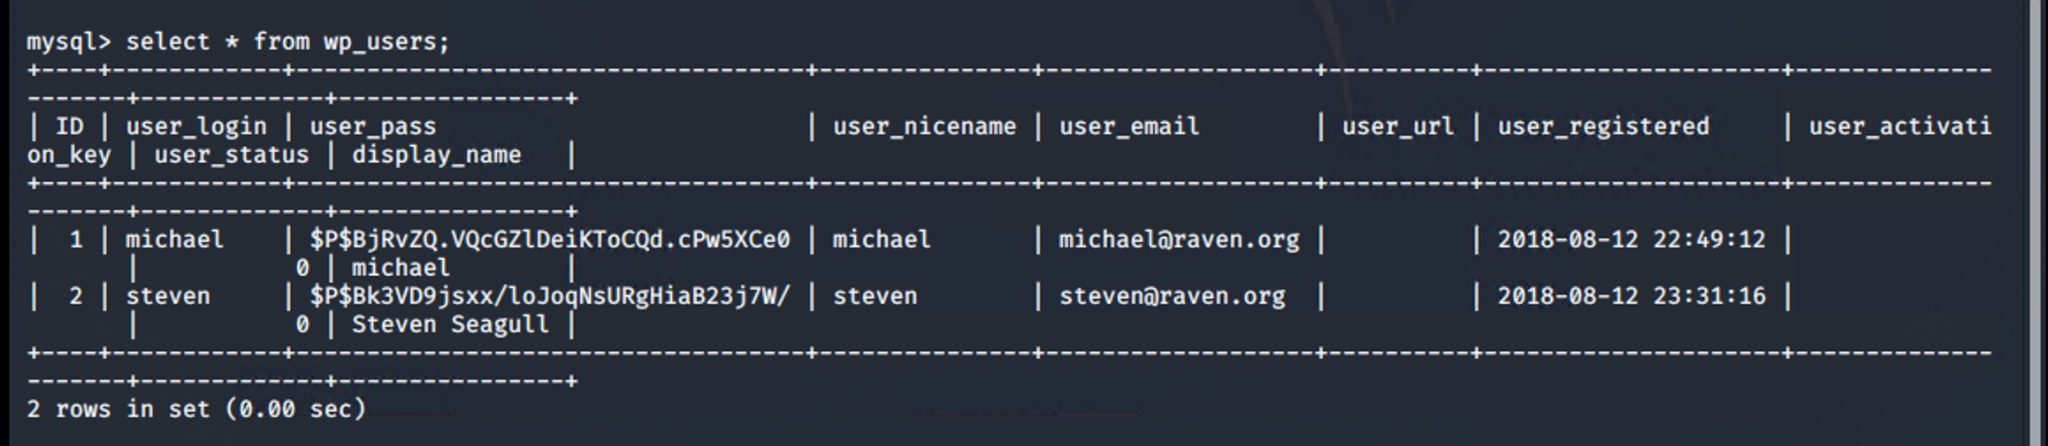 mysql> select * from wp_users;
+----+------------+------------------------------------+---------------+-------------------+----------+---------------------+--------------
-------+-------------+----------------+
| ID | user_login | user_pass                          | user_nicename | user_email        | user_url | user_registered     | user_activati
on_key | user_status | display_name   |
+----+------------+------------------------------------+---------------+-------------------+----------+---------------------+--------------
-------+-------------+----------------+
|  1 | michael    | $P$BjRvZQ.VQcGZlDeiKToCQd.cPw5XCe0 | michael       | michael@raven.org |          | 2018-08-12 22:49:12 |
       |           0 | michael        |
|  2 | steven     | $P$Bk3VD9jsxx/loJoqNsURgHiaB23j7W/ | steven        | steven@raven.org  |          | 2018-08-12 23:31:16 |
       |           0 | Steven Seagull |
+----+------------+------------------------------------+---------------+-------------------+----------+---------------------+--------------
-------+-------------+----------------+
2 rows in set (0.00 sec)